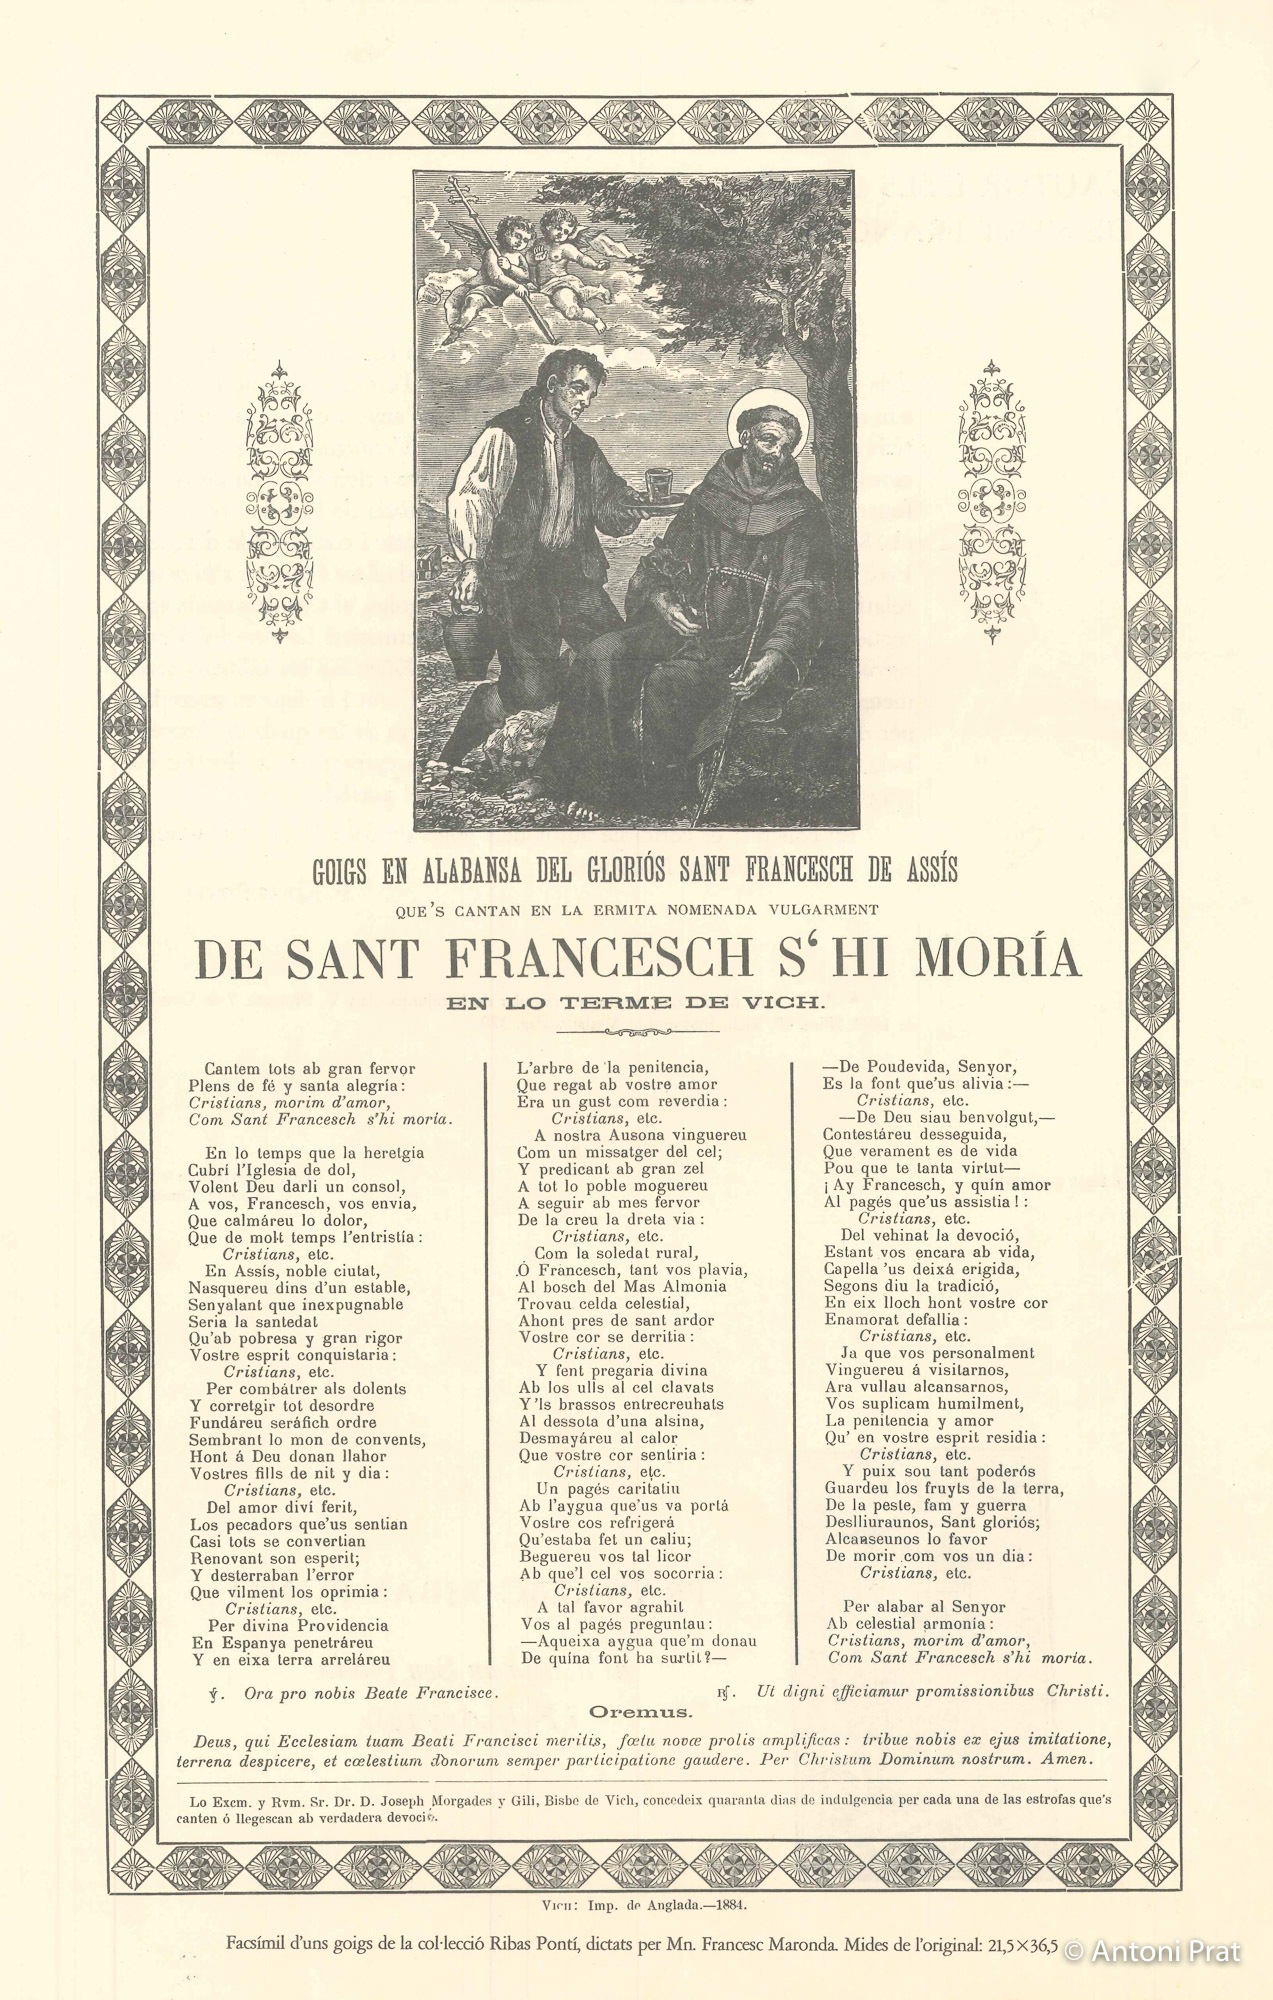 GOIGS EN ALABANSA DEL GLORIÓS SANT FRANCESCH DE ASSÍS
QUE'S CANTAN EN LA ERMITA NOMENADA VULGARMENT
DE SANT FRANCESCH S‘HI MORÍA
EN LO TERME DE VICH.
Cantem tots ab gran fervor
Plens de fé y santa alegría:
Cristians, morim d'amor,
Com Sant Francesch s'hi moría.
En lo temps que la heretgia
Cubrí l'Iglesia de dol,
Volent Deu darli un consol,
A vos, Francesch, vos envia,
Que calmáreu lo dolor,
Que de molt temps l'entristía:
Cristians, etc.
En Assís, noble ciutat,
Nasquereu dins d'un estable,
Senyalant que inexpugnable
Seria la santedat
Qu'ab pobresa y gran rigor
Vostre esprit conquistaria:
Cristians, etc.
Per combátrer als dolents
Y corretgir tot desordre
Fundáreu seráfich ordre
Sembrant lo mon de convents,
Hont á Deu donan llahor
Vostres fills de nit y dia:
Cristians, etc.
Del amor diví ferit,
Los pecadors que'us sentian
Casi tots se convertian
Renovant son esperit;
Y desterraban l'error
Que vilment los oprimia:
Cristians, etc.
Per divina Providencia
En Espanya penetráreu
Y en eixa terra arreláreu
L'arbre de la penitencia,
Que regat ab vostre amor
Era un gust com reverdia:
Cristians, etc.
A nostra Ausona vinguereu
Com un missatger del cel;
Y predicant ab gran zel
A tot lo poble moguereu
A seguir ab mes fervor
De la creu la dreta via:
Cristians, etc.
Com la soledat rural,
Ó Francesch, tant vos plavia,
Al bosch del Mas Almonia
Trovau celda celestial,
Ahont pres de sant ardor
Vostre cor se derritia:
Cristians, etc.
Y fent pregaria divina
Ab los ulls al cel clavats
Y'ls brassos entrecreuhats
Al dessota d'una alsina,
Desmayáreu al calor
Que vostre cor sentiria:
Cristians, etc.
Un pagés caritatiu
Ab l'aygua que'us va portá
Vostre cos refrigerá
Qu'estaba fet un caliu;
Beguereu vos tal licor
Ab que'l cel vos socorria:
Cristians, etc.
A tal favor agrahit
Vos al pagés preguntau:
—Aqueixa aygua que'm donau
De quína font ha surtit?—
—De Poudevida, Senyor,
Es la font que'us alivia:—
Cristians, etc.
—De Deu siau benvolgut,—
Contestáreu desseguida,
Que verament es de vida
Pou que te tanta virtut—
¡Ay Francesch, y quín amor
Al pagés que'us assistia!:
Cristians, etc.
Del vehinat la devoció,
Estant vos encara ab vida,
Capella 'us deixá erigida,
Segons diu la tradició,
En eix lloch hont vostre cor
Enamorat defallia:
Cristians, etc.
Ja que vos personalment
Vinguereu á visitarnos,
Ara vullau alcansarnos,
Vos suplicam humilment,
La penitencia y amor
Qu' en vostre esprit residia:
Cristians, etc.
Y puix sou tant poderós
Guardeu los fruyts de la terra,
De la peste, fam y guerra
Deslliuraunos, Sant gloriós;
Alcanseunos lo favor
De morir com vos un dia:
Cristians, etc.
Per alabar al Senyor
Ab celestial armonía:
Cristians, morim d'amor,
Com Sant Francesch s'hi moría.
℣. Ora pro nobis Beate Francisce.
℟. Ut digni efficiamur promissionibus Christi.
Oremus.
Deus, qui Ecclesiam tuam Beati Francisci meritis, fœtu novæ prolis amplificas: tribue nobis ex ejus imitatione,
terrena despicere, et cœlestium donorum semper participatione gaudere. Per Christum Dominum nostrum. Amen.
Lo Excm. y Rvm. Sr. Dr. D. Joseph Morgades y Gili, Bisbe de Vich, concedeix quaranta dias de indulgencia per cada una de las estrofas que's
canten ó llegescan ab verdadera devoció.
VICH: Imp. de Anglada.—1884.
Facsímil d'uns goigs de la col·lecció Ribas Pontí, dictats per Mn. Francesc Maronda. Mides de l'original: 21,5×36,5
© Antoni Prat